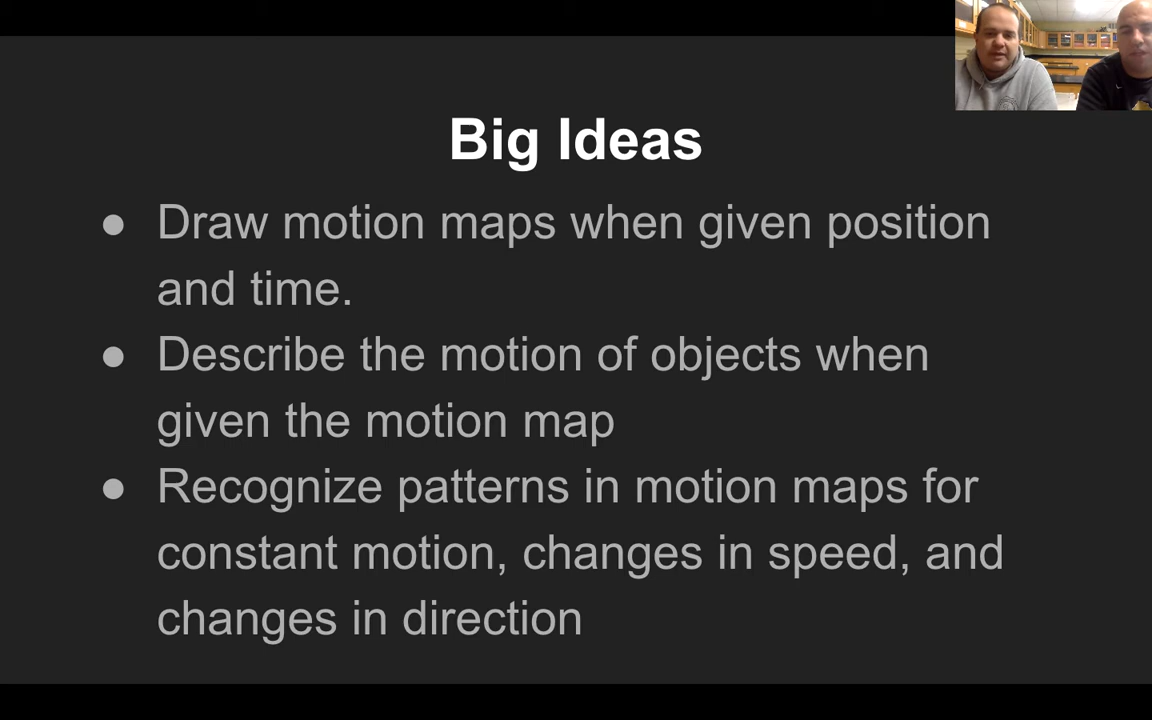 Big Ideas
● Draw motion maps when given position
and time.
● Describe the motion of objects when
given the motion map
● Recognize patterns in motion maps for
constant motion, changes in speed, and
changes in direction